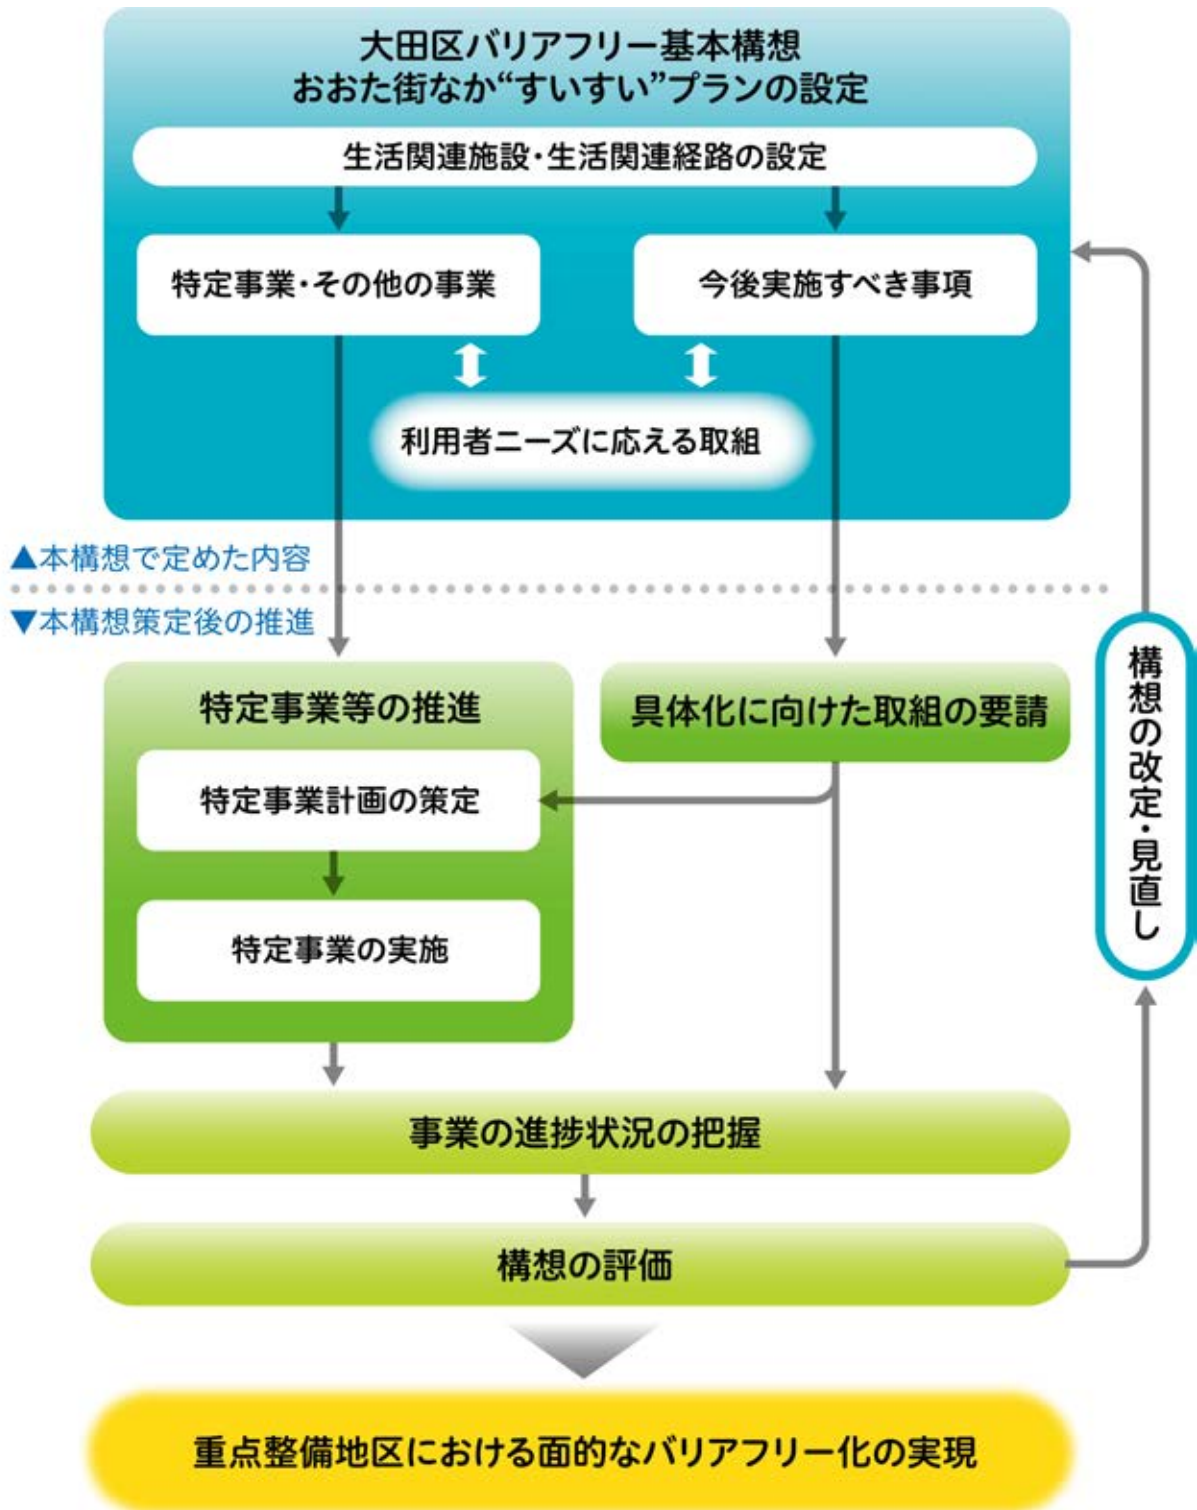 大田区バリアフリー基本構想
おおた街なか“すいすい”プランの設定
生活関連施設・生活関連経路の設定
特定事業・その他の事業
今後実施すべき事項
利用者ニーズに応える取組
▲本構想で定めた内容
▼本構想策定後の推進
特定事業等の推進
具体化に向けた取組の要請
特定事業計画の策定
特定事業の実施
構想の改定・見直し
事業の進捗状況の把握
構想の評価
重点整備地区における面的なバリアフリー化の実現